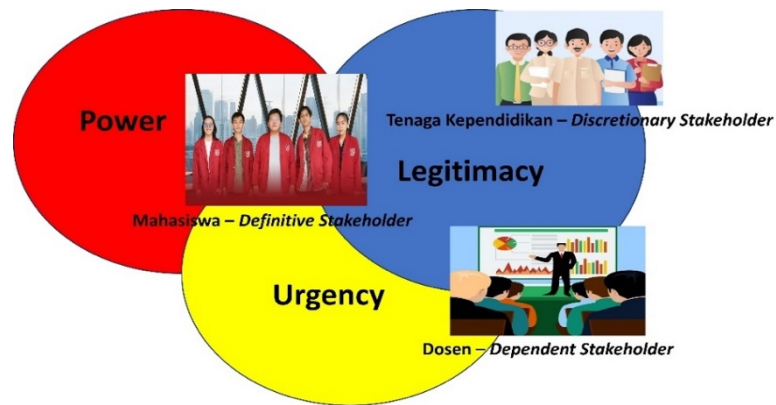 Power
Tenaga Kependidikan – Discretionary Stakeholder
Legitimacy
Mahasiswa – Definitive Stakeholder
Urgency
Dosen – Dependent Stakeholder